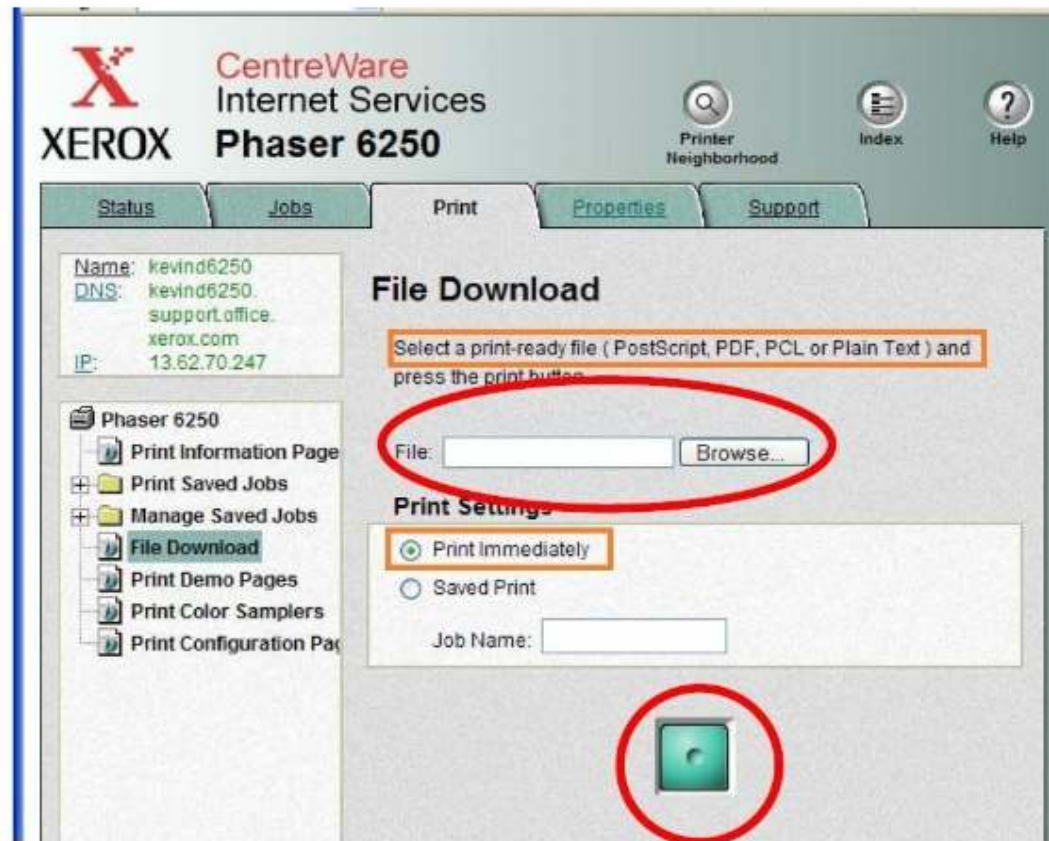 XEROX
CentreWare
Internet Services
Phaser 6250
Printer
Neighborhood
Index
?
Help
Status
Jobs
Print
Properties
Support
Name: kevind6250
DNS: kevind6250.
support.office.
xerox.com
IP: 13.62.70.247
Phaser 6250
Print Information Page
Print Saved Jobs
Manage Saved Jobs
File Download
Print Demo Pages
Print Color Samplers
Print Configuration Pag
File Download
Select a print-ready file ( PostScript, PDF, PCL or Plain Text ) and
press the print button
File:
Browse...
Print Settings
Print Immediately
Saved Print
Job Name: